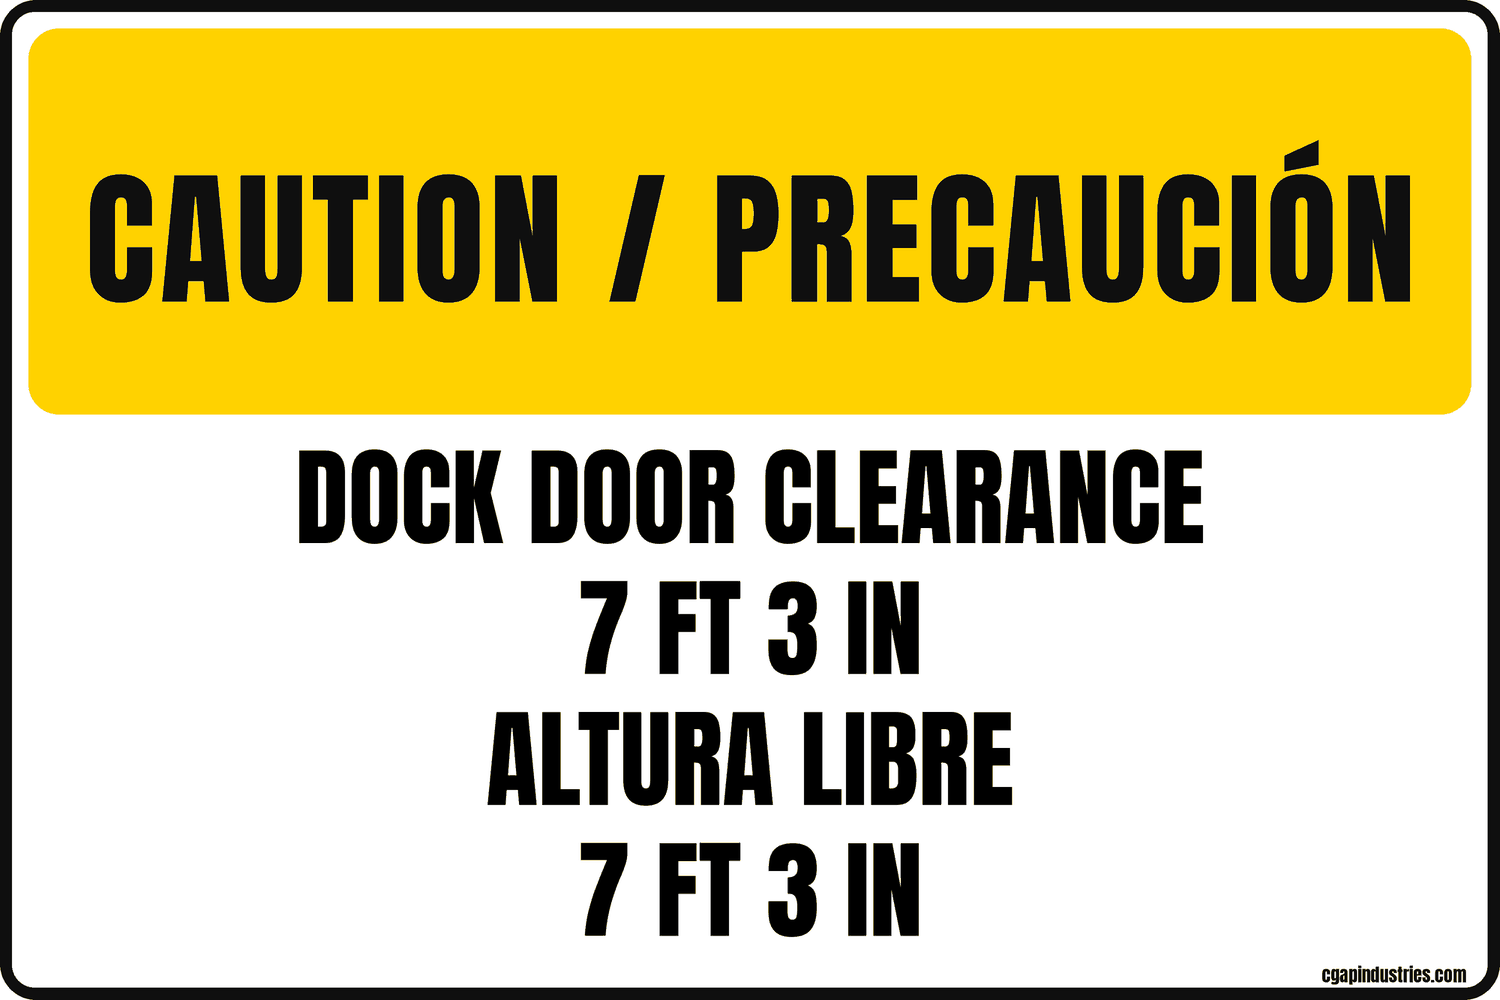 CAUTION / PRECAUCIÓN
DOCK DOOR CLEARANCE
7 FT 3 IN
ALTURA LIBRE
7 FT 3 IN
cgapindustries.com